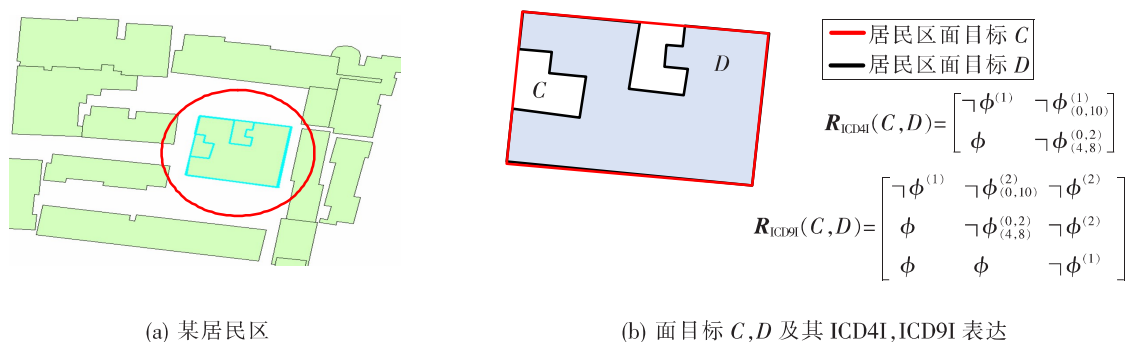 C
D
居民区面目标 C
居民区面目标 D
R_ICD4I(C,D)= [¬ϕ^(1) ¬ϕ^(1)_(0,10)
ϕ ¬ϕ^(0,2)_(4,8)]
R_ICD9I(C,D)= [¬ϕ^(1) ¬ϕ^(2)_(0,10) ¬ϕ^(2)
ϕ ¬ϕ^(0,2)_(4,8) ¬ϕ^(2)
ϕ ϕ ¬ϕ^(1)]
(a) 某居民区
(b) 面目标 C,D 及其 ICD4I,ICD9I 表达